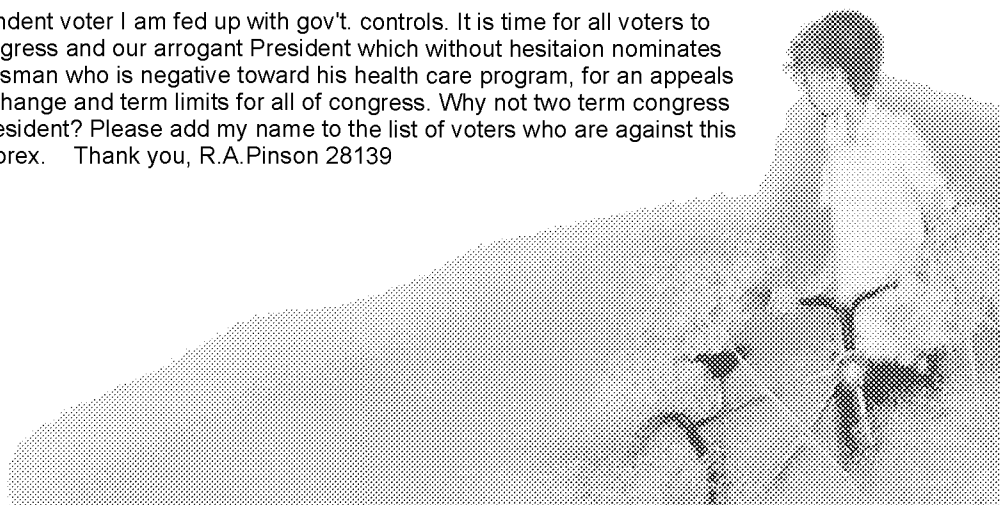 ndent voter I am fed up with gov't. controls. It is time for all voters to
gress and our arrogant President which without hesitaion nominates
sman who is negative toward his health care program, for an appeals
hange and term limits for all of congress. Why not two term congress
esident? Please add my name to the list of voters who are against this
orex. Thank you, R.A.Pinson 28139